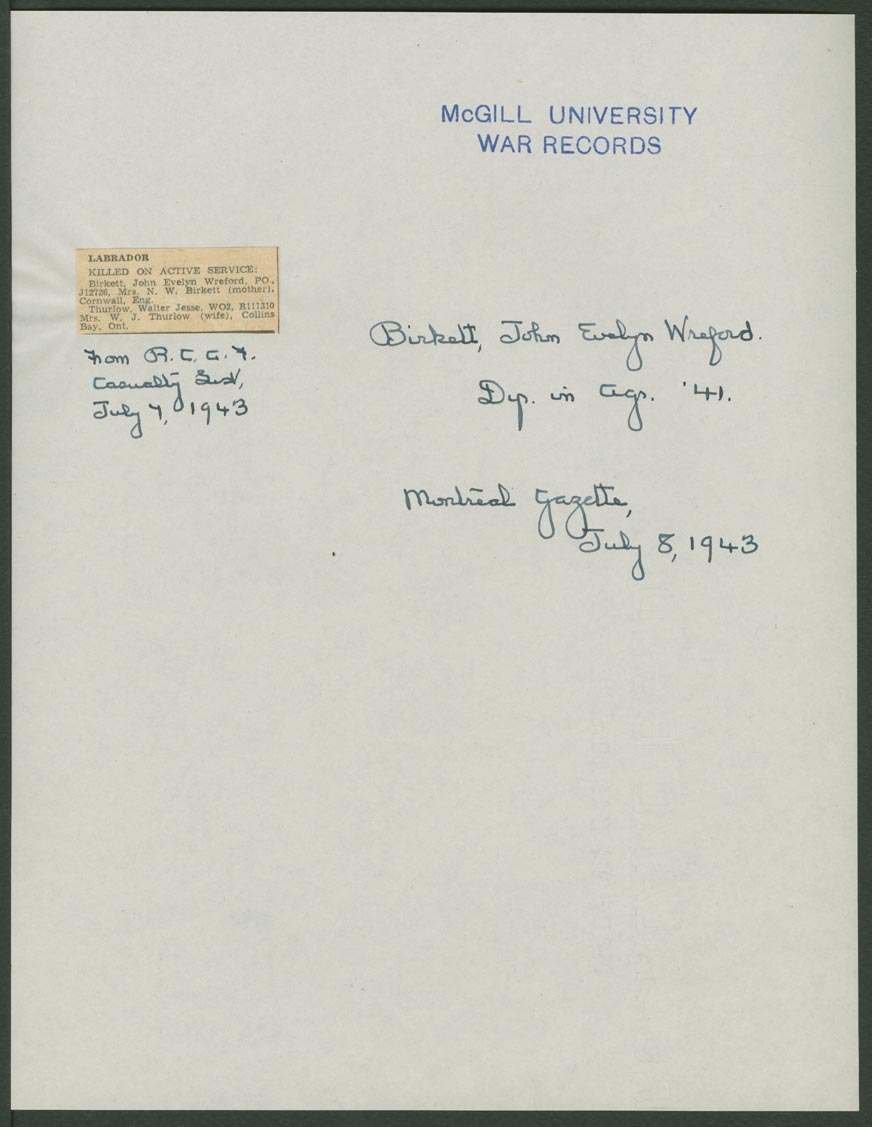 McGILL UNIVERSITY
WAR RECORDS
LABRADOR
KILLED ON ACTIVE SERVICE:
Birkett, John Evelyn Wreford, PO.,
J12726, Mrs. N. W. Birkett (mother),
Cornwall, Eng.
Thurlow, Walter Jesse, WO2, R111310
Mrs. W. J. Thurlow (wife), Collins
Bay, Ont.
From R.C.A.F.
Casualty List,
July 7, 1943
Birkett, John Evelyn Wreford.
Dip. in Agr. '41.
Montreal Gazette,
July 8, 1943